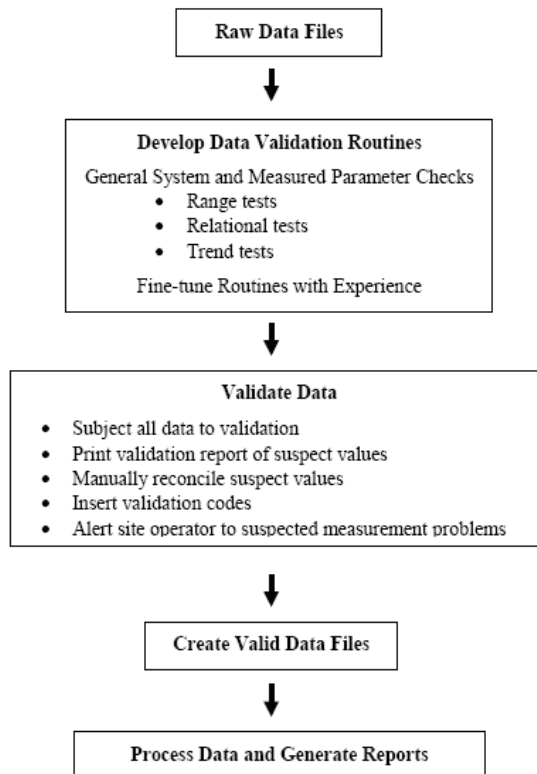 Raw Data Files
Develop Data Validation Routines
General System and Measured Parameter Checks
• Range tests
• Relational tests
• Trend tests
Fine-tune Routines with Experience
Validate Data
• Subject all data to validation
• Print validation report of suspect values
• Manually reconcile suspect values
• Insert validation codes
• Alert site operator to suspected measurement problems
Create Valid Data Files
Process Data and Generate Reports